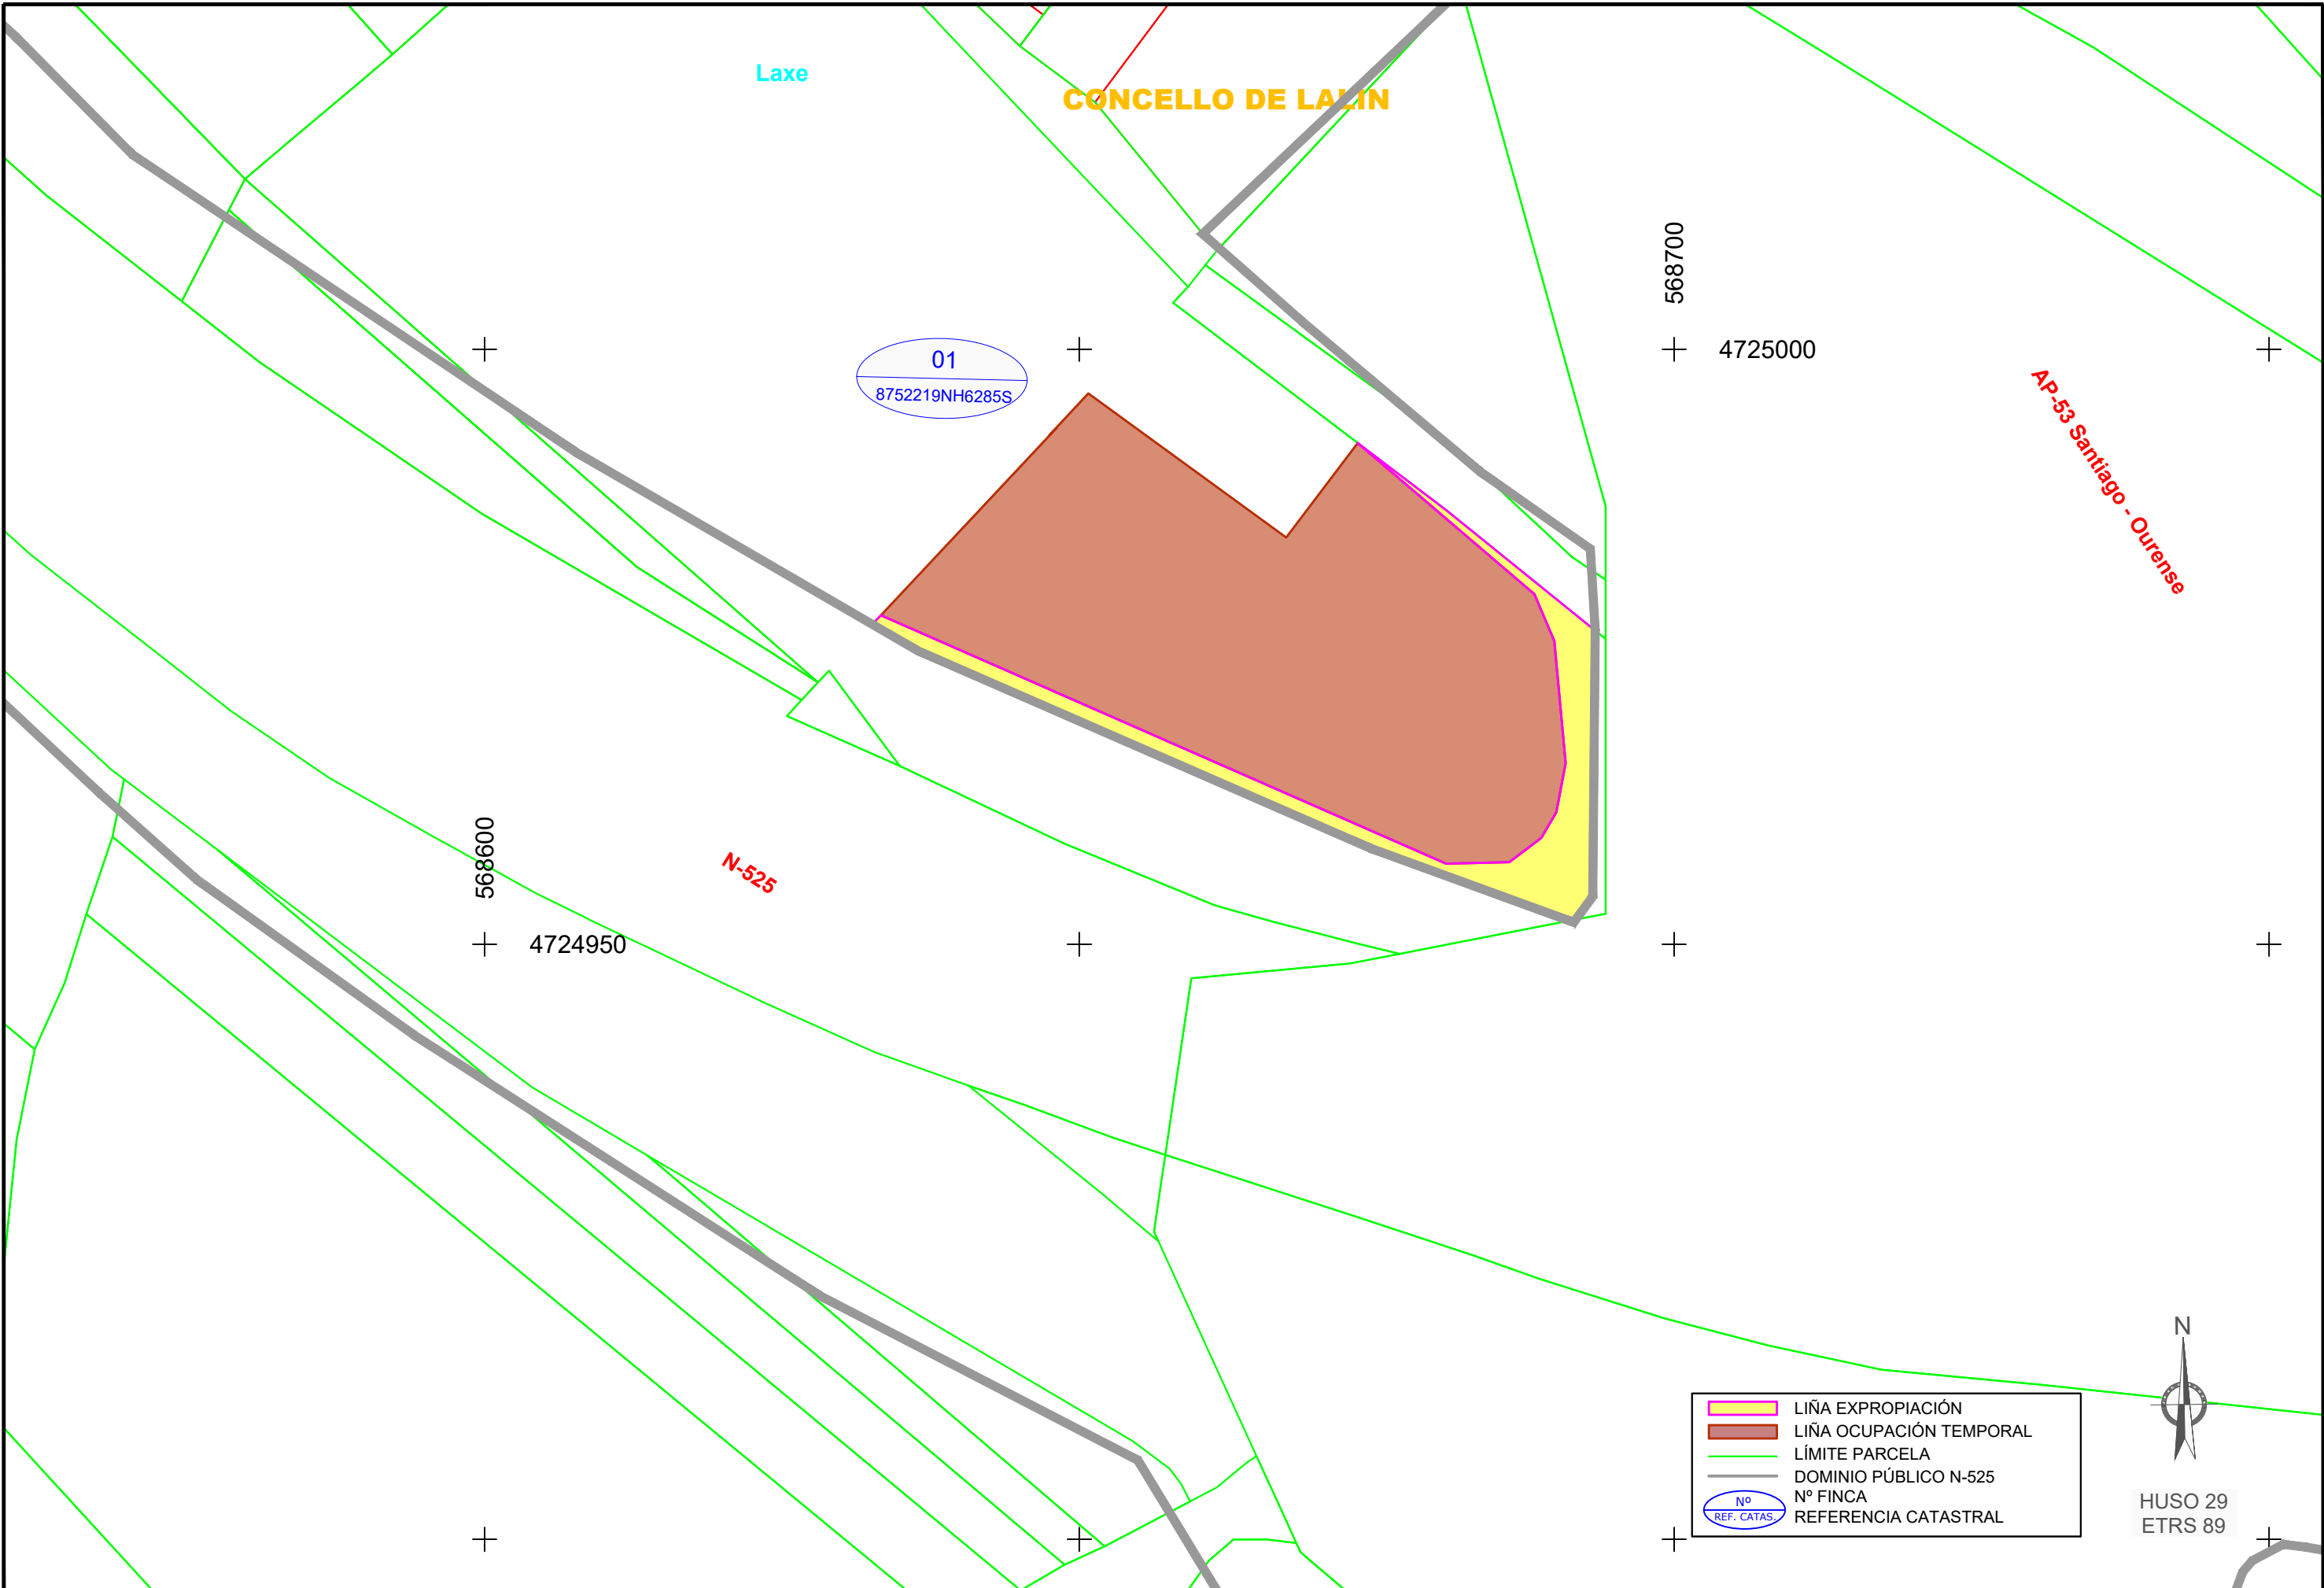 Laxe
CONCELLO DE LALIN
568700
4725000
01
8752219NH6285S
AP-53 Santiago - Ourense
568600
N-525
4724950
N
LIÑA EXPROPIACIÓN
LIÑA OCUPACIÓN TEMPORAL
LÍMITE PARCELA
DOMINIO PÚBLICO N-525
Nº
Nº FINCA
REF. CATAS.
REFERENCIA CATASTRAL
HUSO 29
ETRS 89